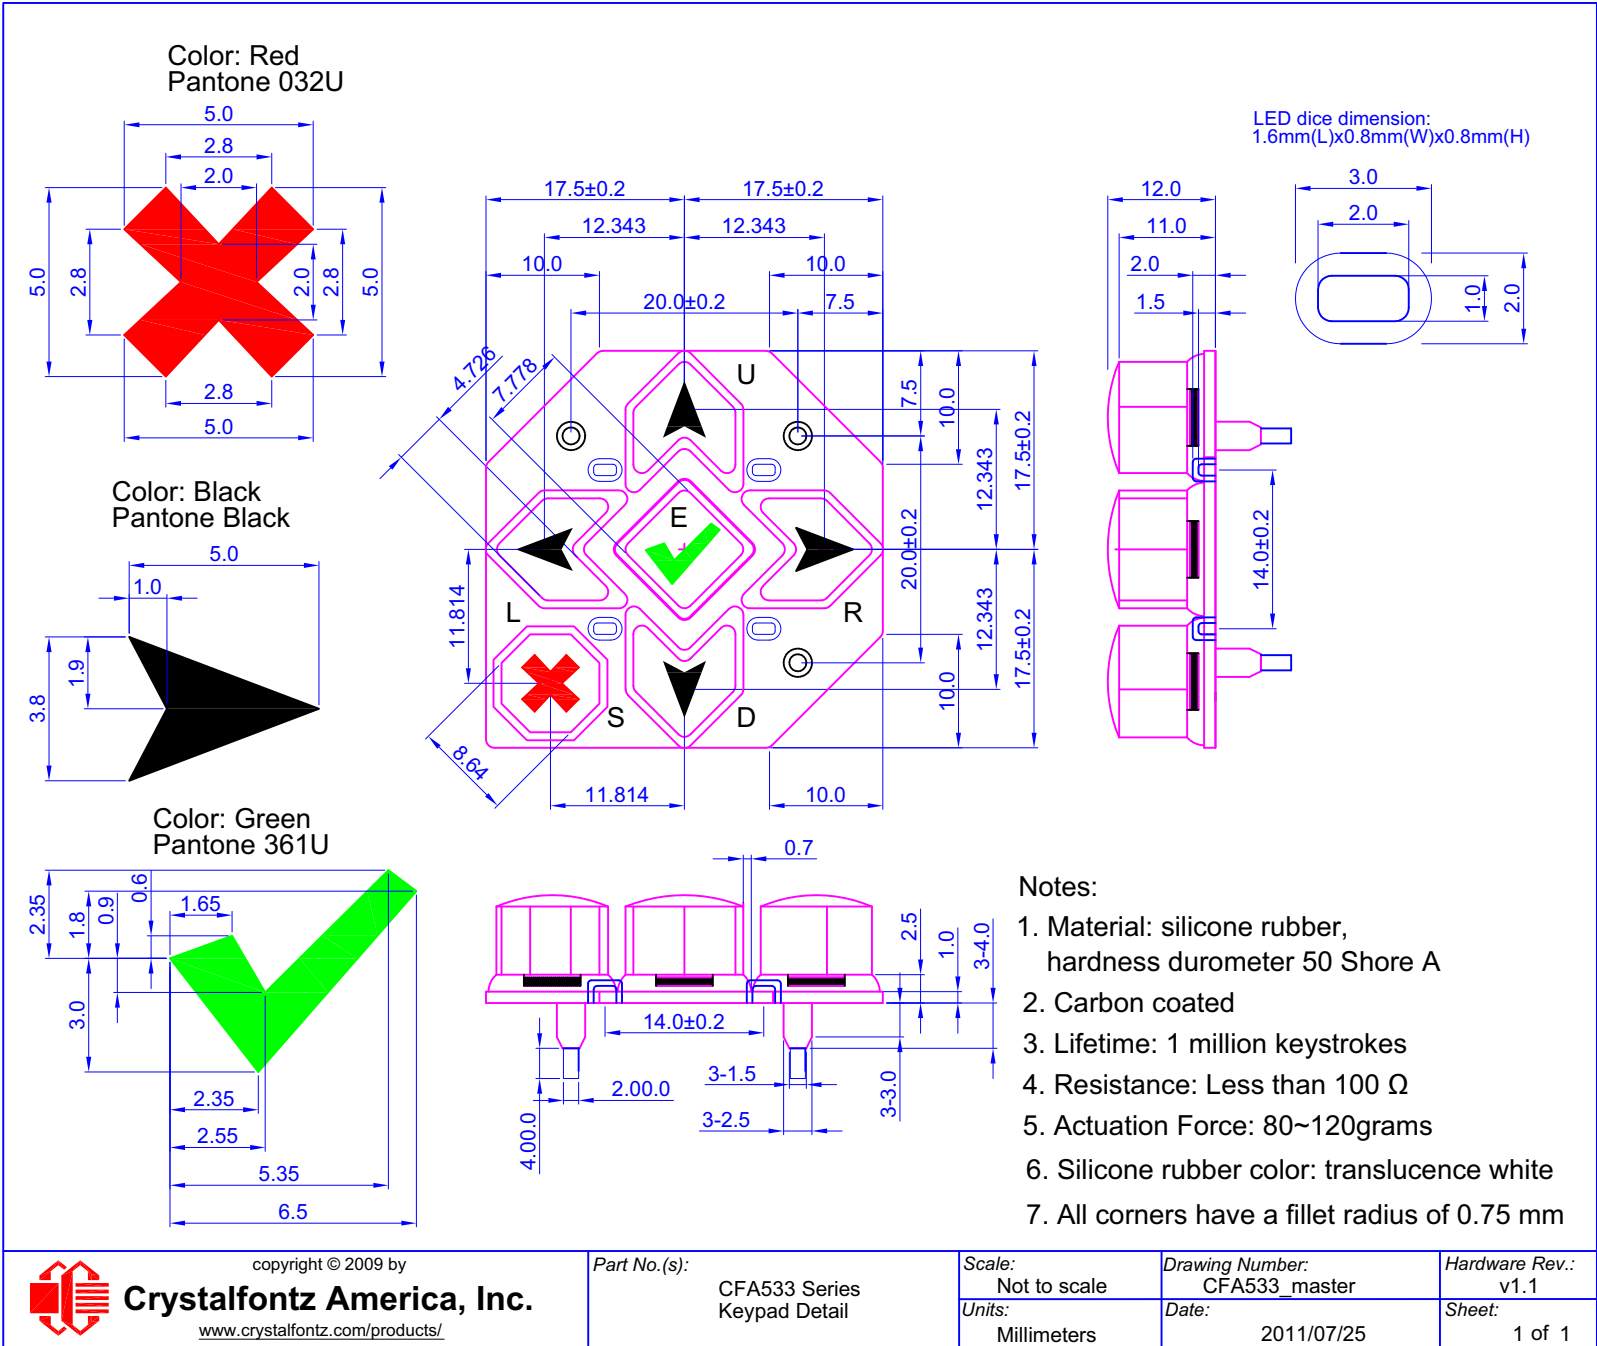 Color: Red
Pantone 032U
5.0
2.8
2.0
5.0
2.8
2.0
2.8
5.0
2.8
5.0
Color: Black
Pantone Black
5.0
1.0
1.9
3.8
Color: Green
Pantone 361U
2.35
1.8
0.9
0.6
1.65
3.0
2.35
2.55
5.35
6.5
17.5±0.2
17.5±0.2
12.343
12.343
10.0
10.0
20.0±0.2
7.5
4.726
7.778
U
E
L
R
S
D
7.5
10.0
12.343
17.5±0.2
20.0±0.2
12.343
17.5±0.2
10.0
11.814
8.64
11.814
10.0
12.0
11.0
2.0
1.5
14.0±0.2
LED dice dimension:
1.6mm(L)x0.8mm(W)x0.8mm(H)
3.0
2.0
1.0
2.0
0.7
2.5
1.0
3-4.0
14.0±0.2
2.00.0
4.00.0
3-1.5
3-2.5
3-3.0
Notes:
1. Material: silicone rubber,
hardness durometer 50 Shore A
2. Carbon coated
3. Lifetime: 1 million keystrokes
4. Resistance: Less than 100 Ω
5. Actuation Force: 80~120grams
6. Silicone rubber color: translucence white
7. All corners have a fillet radius of 0.75 mm
copyright © 2009 by
Crystalfontz America, Inc.
www.crystalfontz.com/products/
Part No.(s):
CFA533 Series
Keypad Detail
Scale:
Not to scale
Units:
Millimeters
Drawing Number:
CFA533_master
Date:
2011/07/25
Hardware Rev.:
v1.1
Sheet:
1 of 1